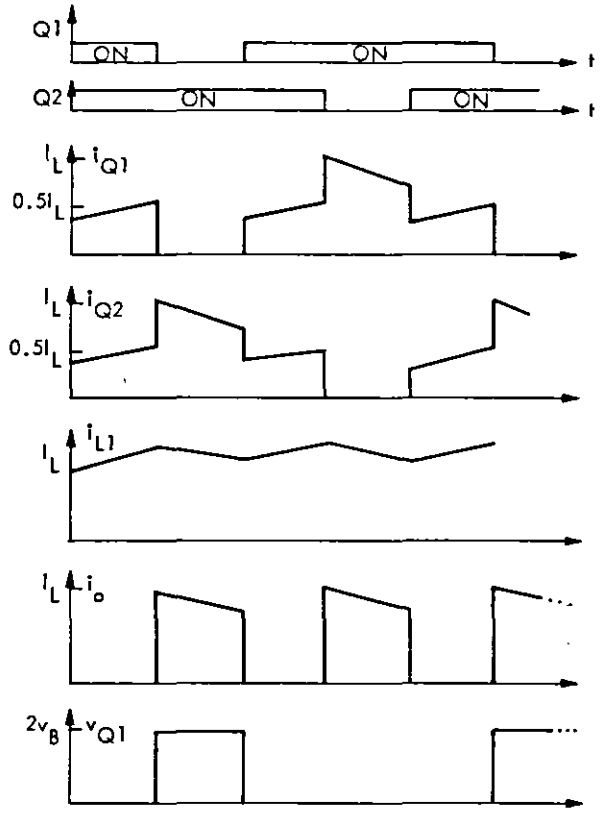 Q1
ON
ON
t
Q2
ON
ON
t
I_L
i_Q1
0.5I_L
I_L
i_Q2
0.5I_L
i_L1
I_L
I_L
i_o
2v_B
v_Q1